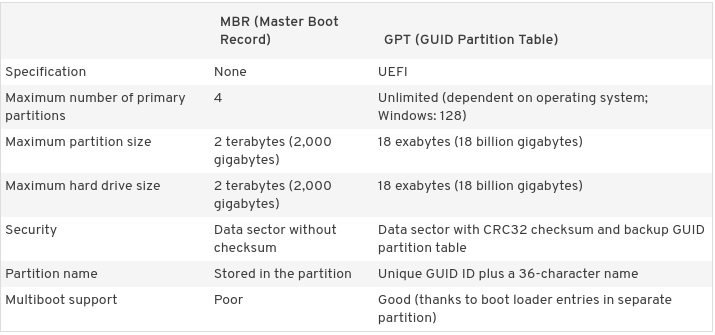 MBR (Master Boot
Record)
GPT (GUID Partition Table)
Specification
None
UEFI
Maximum number of primary
partitions
4
Unlimited (dependent on operating system;
Windows: 128)
Maximum partition size
2 terabytes (2,000
gigabytes)
18 exabytes (18 billion gigabytes)
Maximum hard drive size
2 terabytes (2,000
gigabytes)
18 exabytes (18 billion gigabytes)
Security
Data sector without
checksum
Data sector with CRC32 checksum and backup GUID
partition table
Partition name
Stored in the partition
Unique GUID ID plus a 36-character name
Multiboot support
Poor
Good (thanks to boot loader entries in separate
partition)